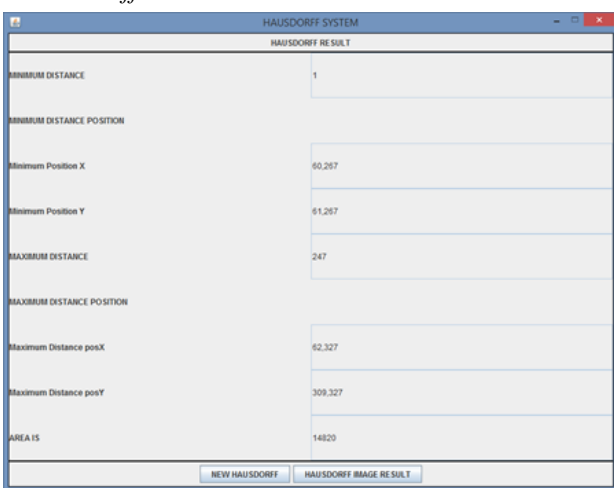 ff
HAUSDORFF SYSTEM
HAUSDORFF RESULT
MINIMUM DISTANCE 1
MINIMUM DISTANCE POSITION
Minimum Position X 60,267
Minimum Position Y 61,267
MAXIMUM DISTANCE 247
MAXIMUM DISTANCE POSITION
Maximum Distance posX 62,327
Maximum Distance posY 309,327
AREA IS 14820
NEW HAUSDORFF HAUSDORFF IMAGE RESULT